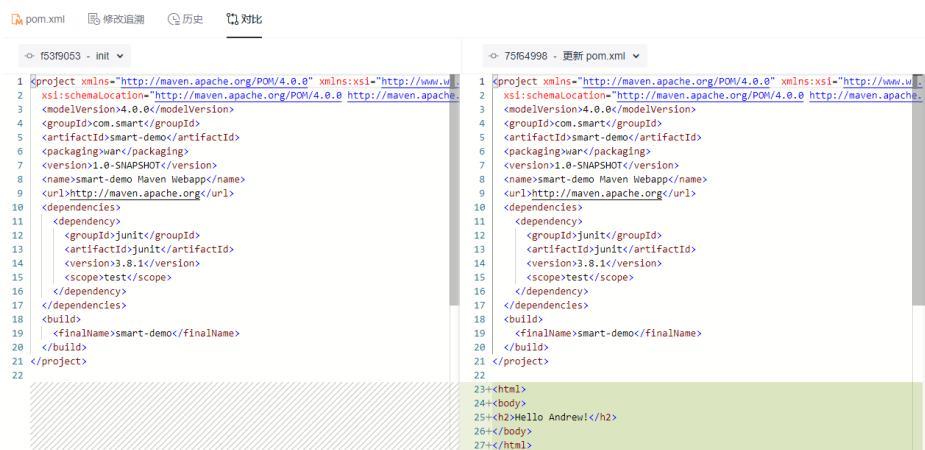 pom.xml 修改追溯 历史 对比
f53f9053 - init
1 <project xmlns="http://maven.apache.org/POM/4.0.0" xmlns:xsi="http://www.w
2 xsi:schemaLocation="http://maven.apache.org/POM/4.0.0 http://maven.apache.
3 <modelVersion>4.0.0</modelVersion>
4 <groupId>com.smart</groupId>
5 <artifactId>smart-demo</artifactId>
6 <packaging>war</packaging>
7 <version>1.0-SNAPSHOT</version>
8 <name>smart-demo Maven Webapp</name>
9 <url>http://maven.apache.org</url>
10 <dependencies>
11 <dependency>
12 <groupId>junit</groupId>
13 <artifactId>junit</artifactId>
14 <version>3.8.1</version>
15 <scope>test</scope>
16 </dependency>
17 </dependencies>
18 <build>
19 <finalName>smart-demo</finalName>
20 </build>
21 </project>
22
75f64998 - 更新 pom.xml
1 <project xmlns="http://maven.apache.org/POM/4.0.0" xmlns:xsi="http://www.w
2 xsi:schemaLocation="http://maven.apache.org/POM/4.0.0 http://maven.apache.
3 <modelVersion>4.0.0</modelVersion>
4 <groupId>com.smart</groupId>
5 <artifactId>smart-demo</artifactId>
6 <packaging>war</packaging>
7 <version>1.0-SNAPSHOT</version>
8 <name>smart-demo Maven Webapp</name>
9 <url>http://maven.apache.org</url>
10 <dependencies>
11 <dependency>
12 <groupId>junit</groupId>
13 <artifactId>junit</artifactId>
14 <version>3.8.1</version>
15 <scope>test</scope>
16 </dependency>
17 </dependencies>
18 <build>
19 <finalName>smart-demo</finalName>
20 </build>
21 </project>
22
23+<html>
24+<body>
25+<h2>Hello Andrew!</h2>
26+</body>
27+</html>